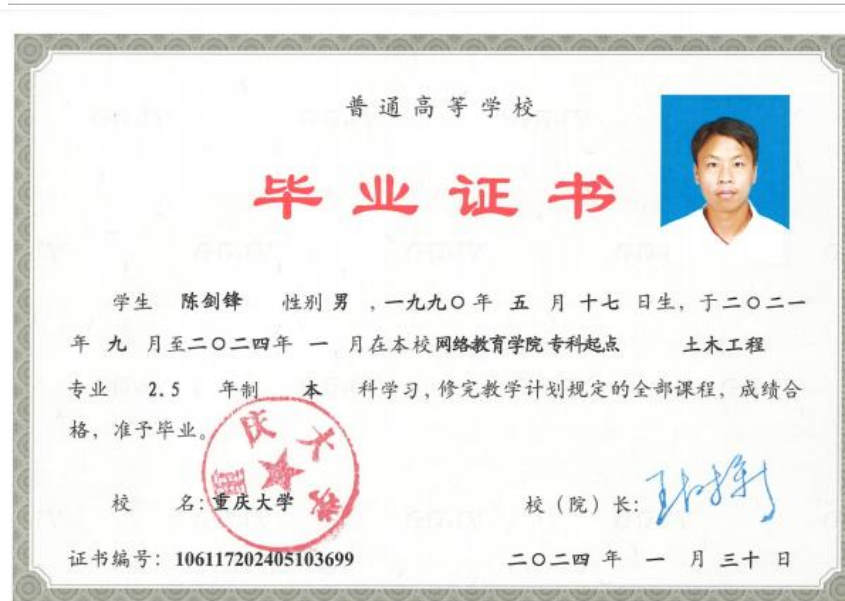 普通高等学校
毕业证书
学生 陈剑锋 性别 男 ,一九九〇年 五 月 十七 日生, 于二〇二一
年 九 月至二〇二四年 一 月在本校网络教育学院 专科起点 土木工程
专业 2.5 年制 本 科学习, 修完教学计划规定的全部课程, 成绩合
格, 准予毕业。
重庆大学
校 名: 重庆大学 校(院)长:
证书编号: 106117202405103699 二〇二四 年 一 月 三十 日